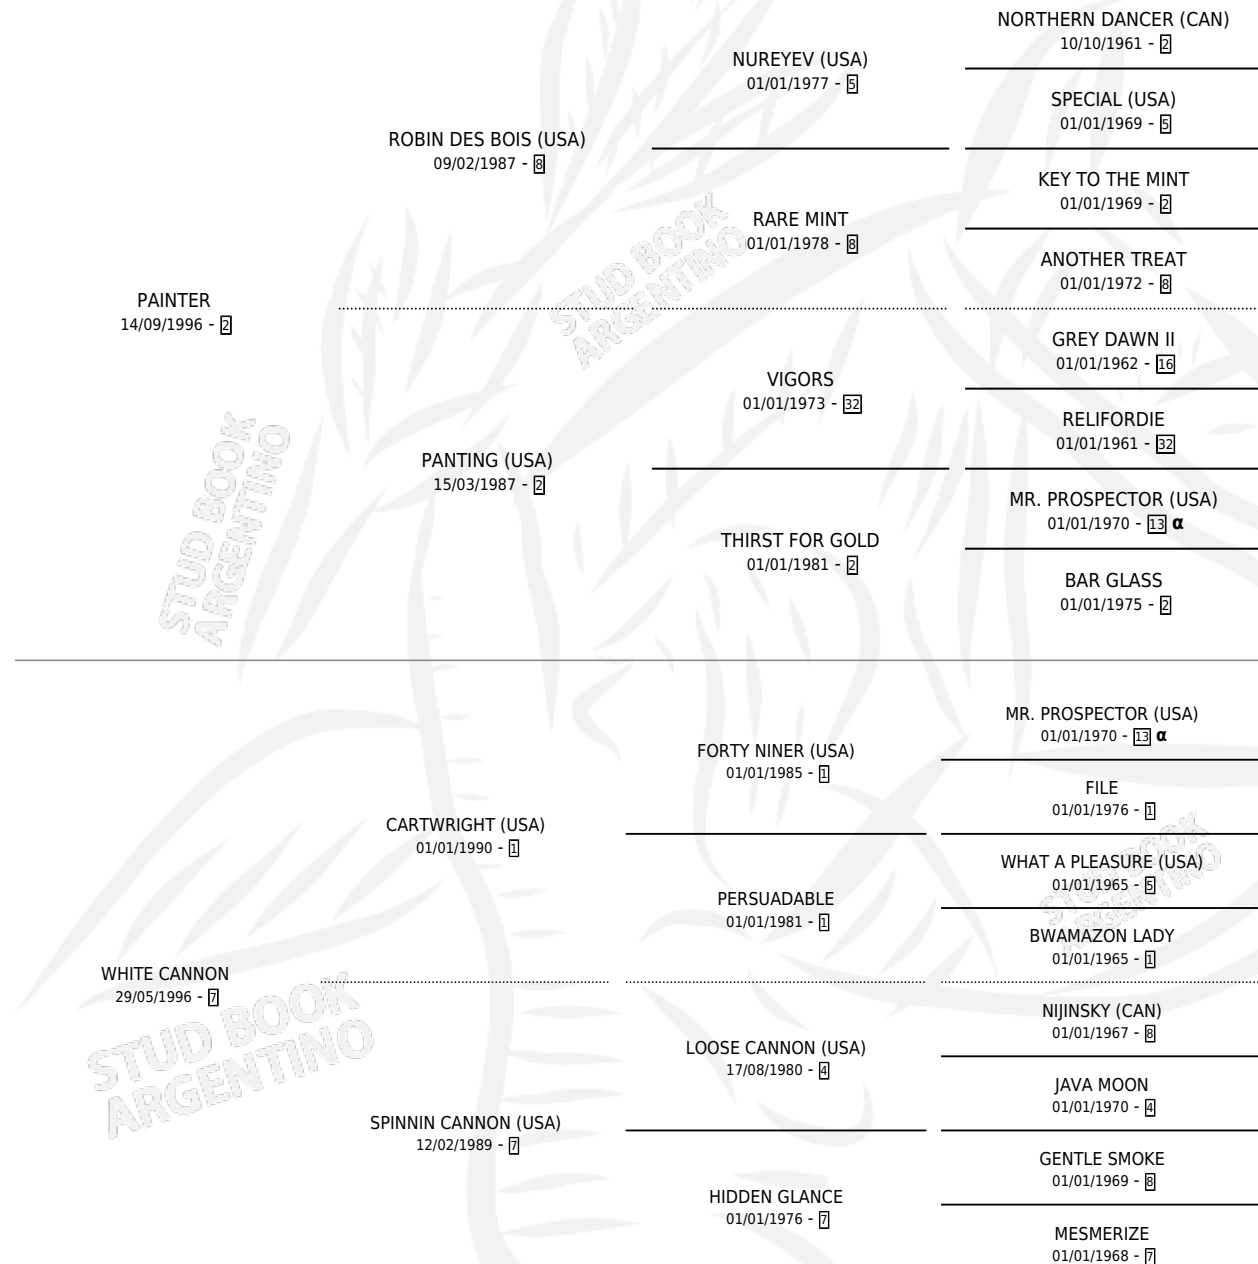 NORTHERN DANCER (CAN)
10/10/1961 - 2
NUREYEV (USA)
01/01/1977 - 5
SPECIAL (USA)
01/01/1969 - 5
ROBIN DES BOIS (USA)
09/02/1987 - 8
KEY TO THE MINT
01/01/1969 - 2
RARE MINT
01/01/1978 - 8
ANOTHER TREAT
01/01/1972 - 8
PAINTER
14/09/1996 - 2
GREY DAWN II
01/01/1962 - 16
VIGORS
01/01/1973 - 32
RELIFORDIE
01/01/1961 - 32
PANTING (USA)
15/03/1987 - 2
MR. PROSPECTOR (USA)
01/01/1970 - 13 α
THIRST FOR GOLD
01/01/1981 - 2
BAR GLASS
01/01/1975 - 2
MR. PROSPECTOR (USA)
01/01/1970 - 13 α
FORTY NINER (USA)
01/01/1985 - 1
FILE
01/01/1976 - 1
CARTWRIGHT (USA)
01/01/1990 - 1
WHAT A PLEASURE (USA)
01/01/1965 - 5
PERSUADABLE
01/01/1981 - 1
BWAMAZON LADY
01/01/1965 - 1
WHITE CANNON
29/05/1996 - 7
NIJINSKY (CAN)
01/01/1967 - 8
LOOSE CANNON (USA)
17/08/1980 - 4
JAVA MOON
01/01/1970 - 4
SPINNIN CANNON (USA)
12/02/1989 - 7
GENTLE SMOKE
01/01/1969 - 8
HIDDEN GLANCE
01/01/1976 - 7
MESMERIZE
01/01/1968 - 7
STUD BOOK
ARGENTINO
STUD BOOK
ARGENTINO
STUD BOOK
ARGENTINO
STUD BOOK
ARGENTINO